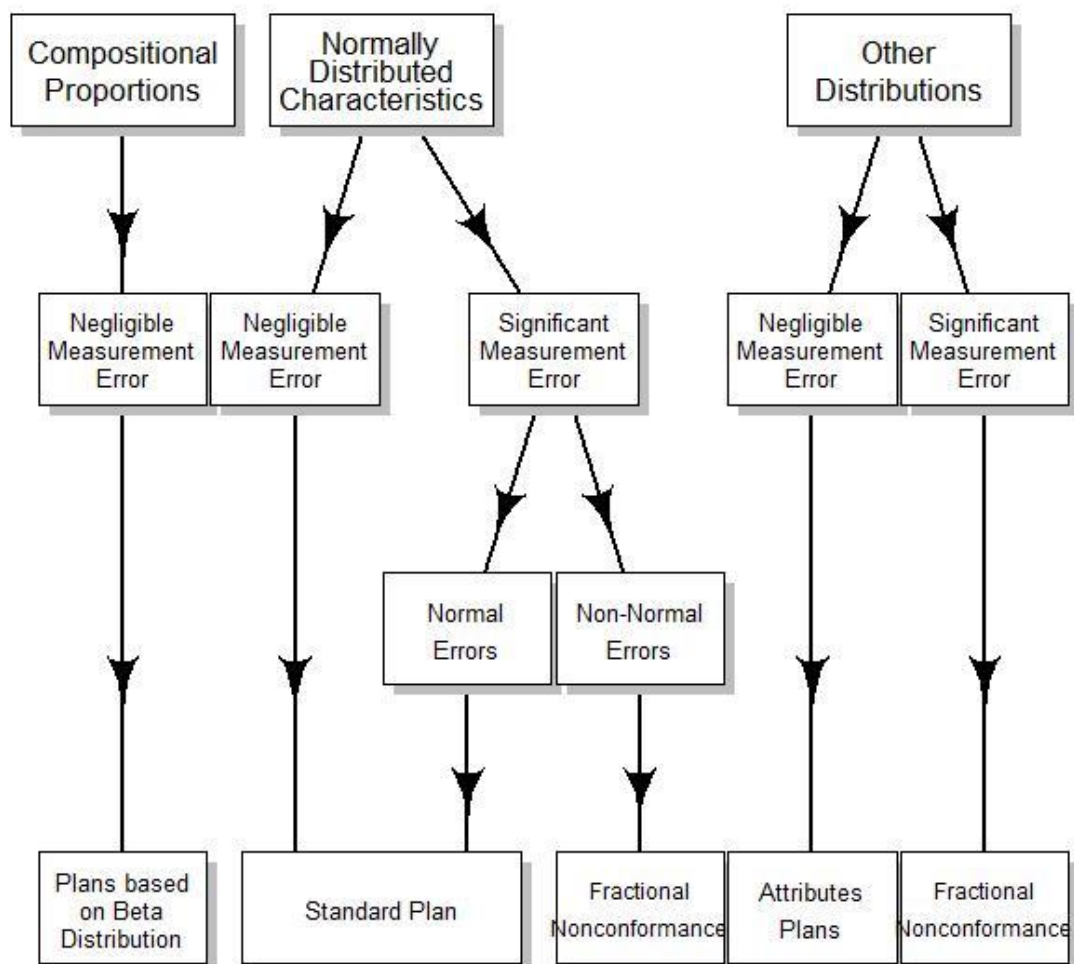 Compositional
Proportions
Normally
Distributed
Characteristics
Other
Distributions
Negligible
Measurement
Error
Negligible
Measurement
Error
Significant
Measurement
Error
Negligible
Measurement
Error
Significant
Measurement
Error
Normal
Errors
Non-Normal
Errors
Plans based
on Beta
Distribution
Standard Plan
Fractional
Nonconformance
Attributes
Plans
Fractional
Nonconformance